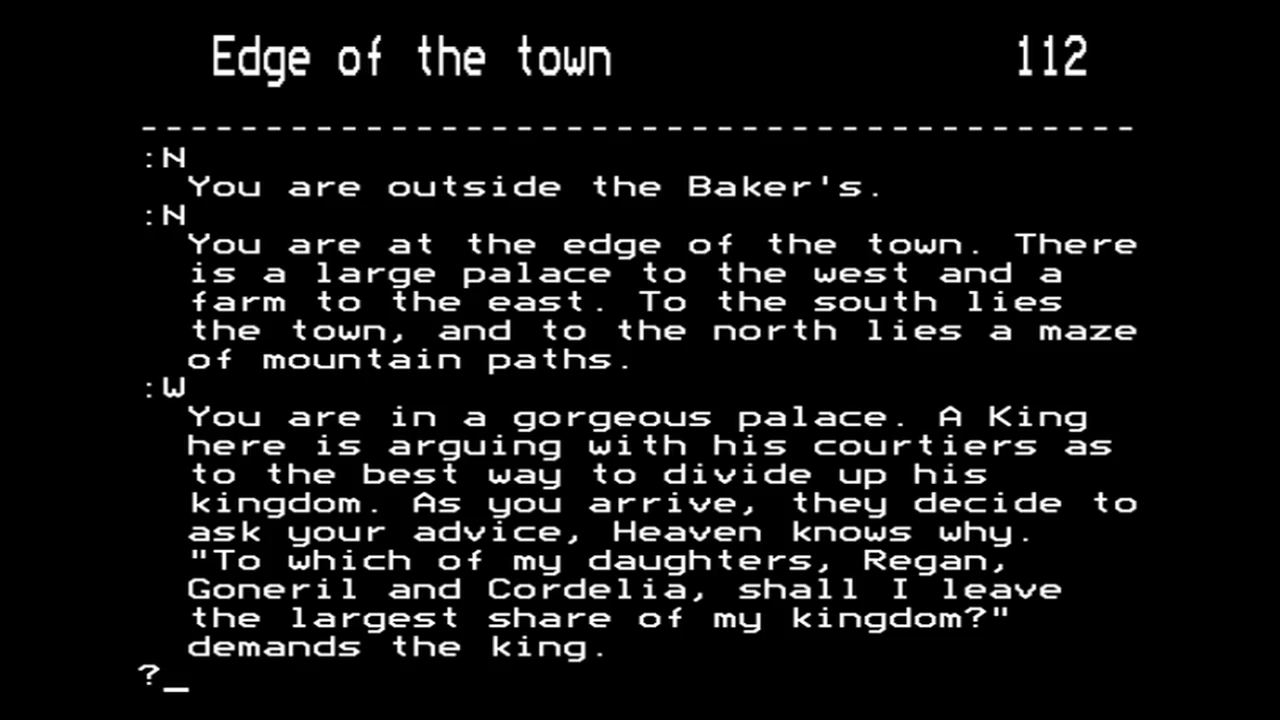 Edge of the town 112
----------------------------------------
:N
You are outside the Baker's.
:N
You are at the edge of the town. There
is a large palace to the west and a
farm to the east. To the south lies
the town, and to the north lies a maze
of mountain paths.
:W
You are in a gorgeous palace. A King
here is arguing with his courtiers as
to the best way to divide up his
kingdom. As you arrive, they decide to
ask your advice, Heaven knows why.
"To which of my daughters, Regan,
Goneril and Cordelia, shall I leave
the largest share of my kingdom?"
demands the king.
?_